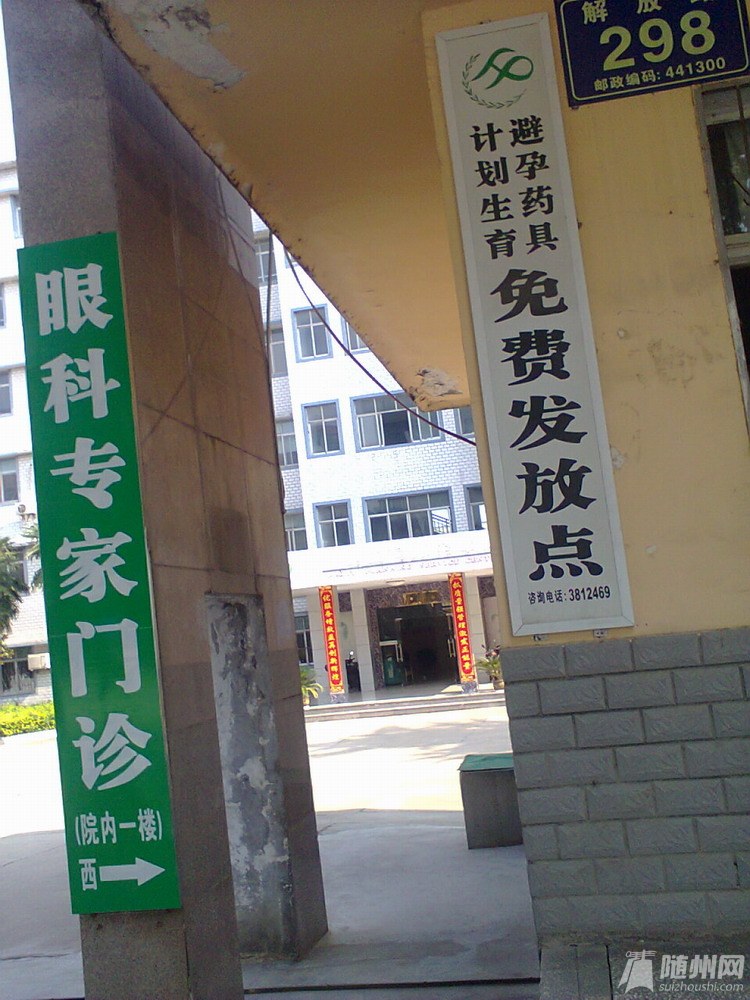 解放路
298
邮政编码:441300
计划生育
避孕药具
免费发放点
咨询电话:3812469
眼科专家门诊
(院内一楼)
西
随州网
suizhoushi.com